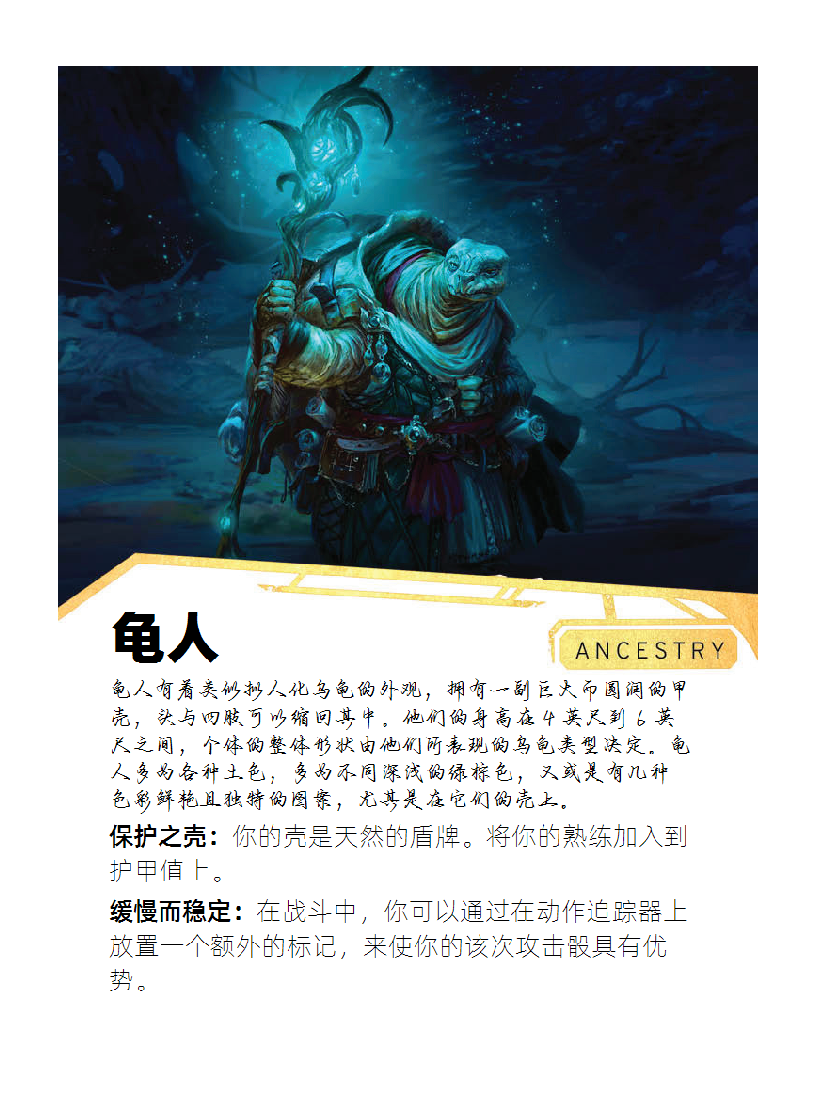 龟人
ANCESTRY
龟人有着类似拟人化乌龟的外观，拥有一副巨大而圆润的甲
壳，头与四肢可以缩回其中。他们的身高在 4 英尺到 6 英
尺之间，个体的整体形状由他们所表现的乌龟类型决定。龟
人多为各种土色；多为不同深浅的绿棕色，又或是有几种
色彩鲜艳且独特的图案，尤其是在它们的壳上。
保护之壳：你的壳是天然的盾牌。将你的熟练加入到
护甲值上。
缓慢而稳定：在战斗中，你可以通过在动作追踪器上
放置一个额外的标记，来使你的该次攻击骰具有优
势。